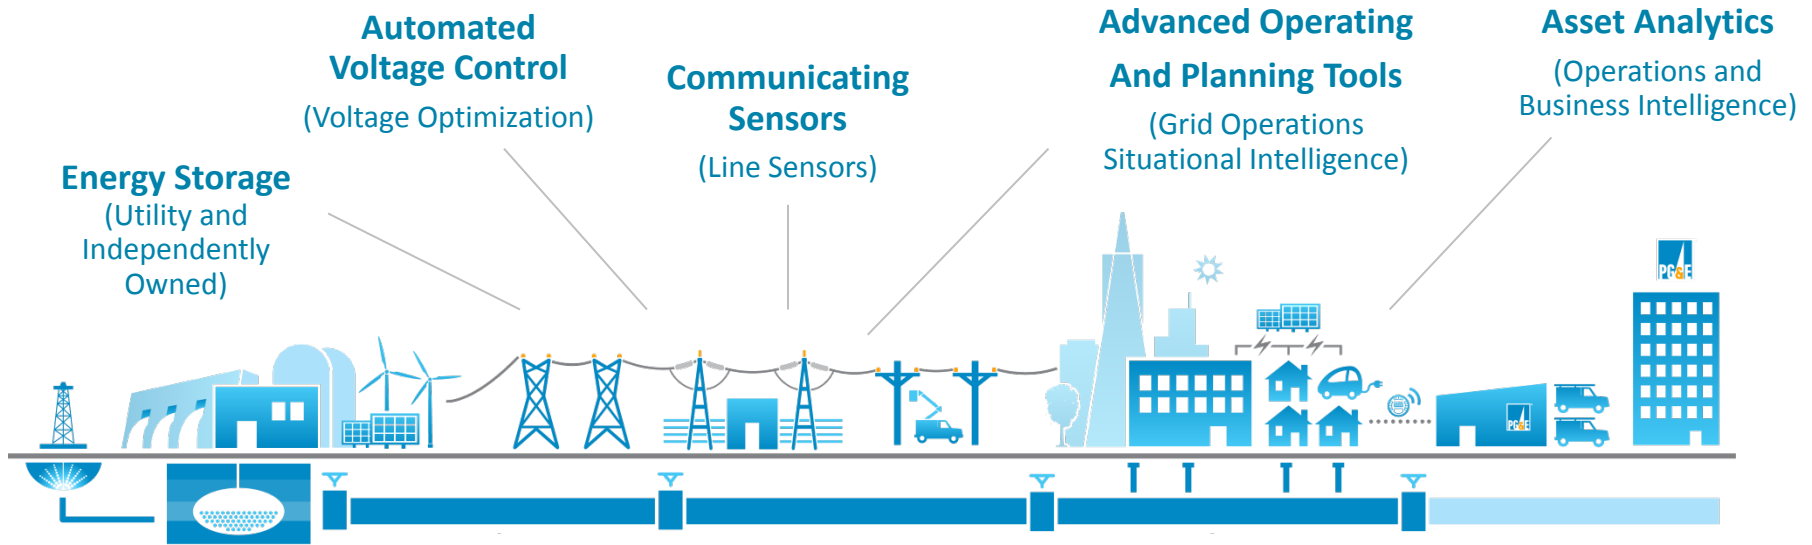 Energy Storage
(Utility and
Independently
Owned)
Automated
Voltage Control
(Voltage Optimization)
Communicating
Sensors
(Line Sensors)
Advanced Operating
And Planning Tools
(Grid Operations
Situational Intelligence)
Asset Analytics
(Operations and
Business Intelligence)
PG&E
PG&E